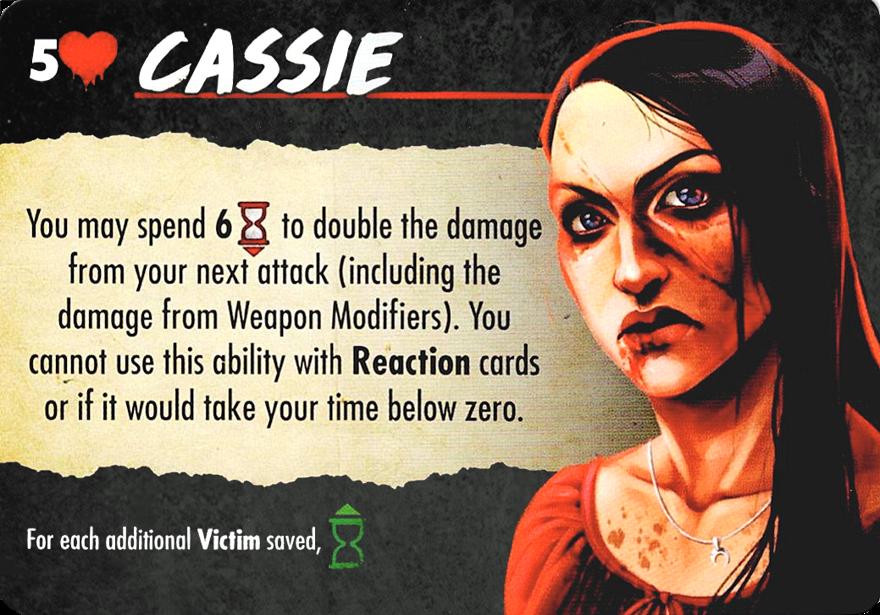 5 CASSIE
You may spend 6 to double the damage
from your next attack (including the
damage from Weapon Modifiers). You
cannot use this ability with Reaction cards
or if it would take your time below zero.
For each additional Victim saved,